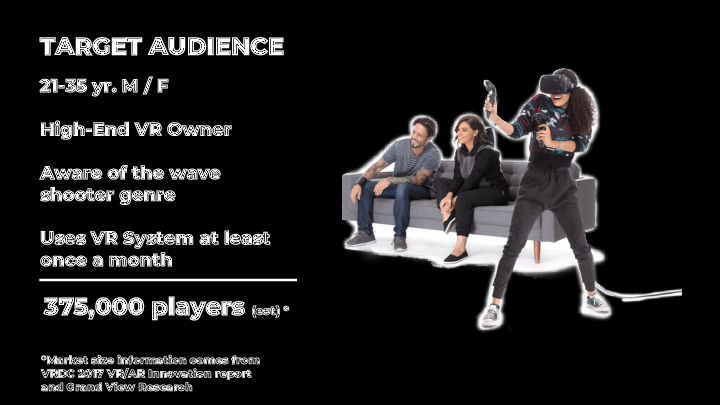 TARGET AUDIENCE
21-35 yr. M / F
High-End VR Owner
Aware of the wave
shooter genre
Uses VR System at least
once a month
375,000 players (est) *
*Market size information comes from
VRDC 2017 VR/AR Innovation report
and Grand View Research